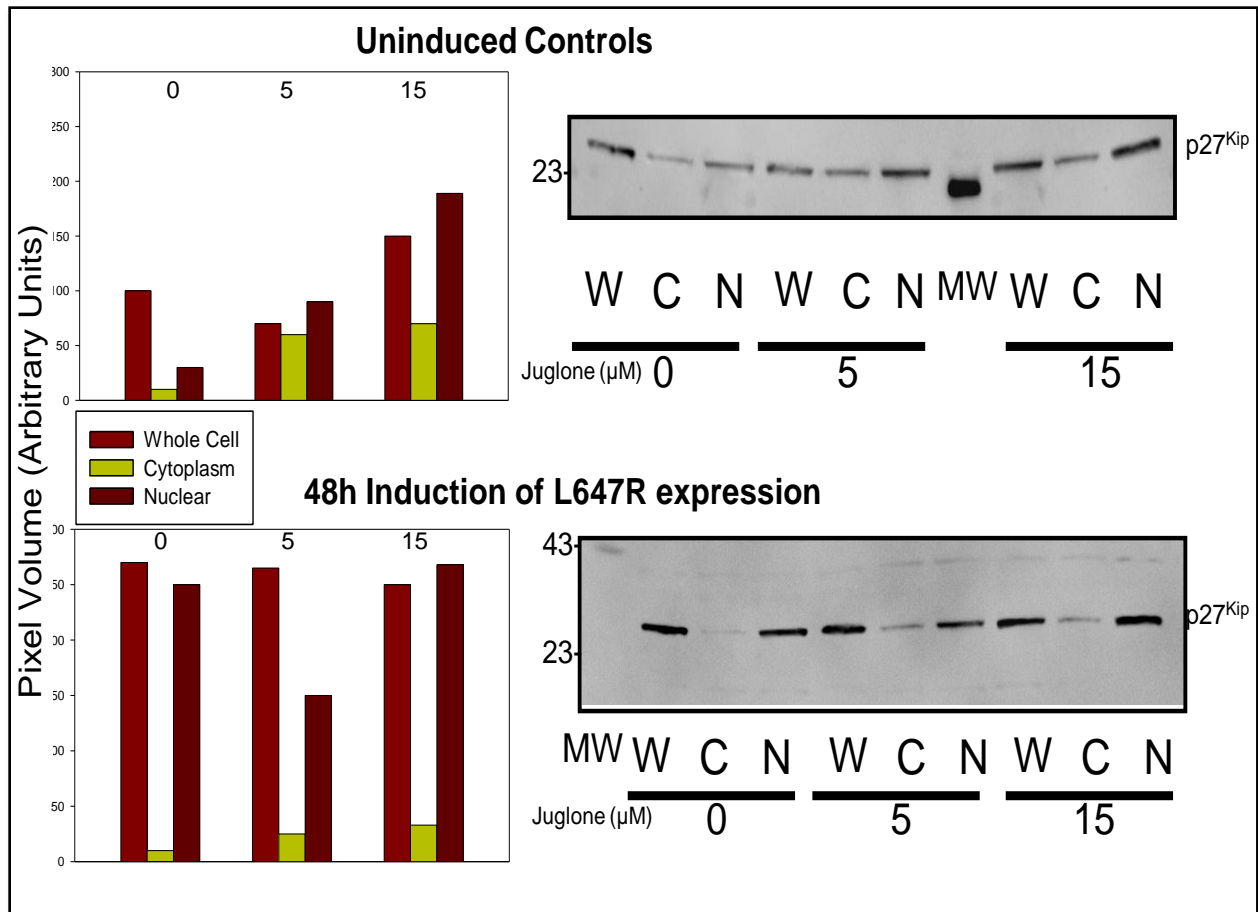 Uninduced Controls
0 5 15
300
250
200
150
100
50
0
Pixel Volume (Arbitrary Units)
23-
p27Kip
W C N W C N MW W C N
Juglone (µM) 0 5 15
Whole Cell
Cytoplasm
Nuclear
48h Induction of L647R expression
0 5 15
50
0
43-
23-
p27Kip
MW W C N W C N W C N
Juglone (µM) 0 5 15